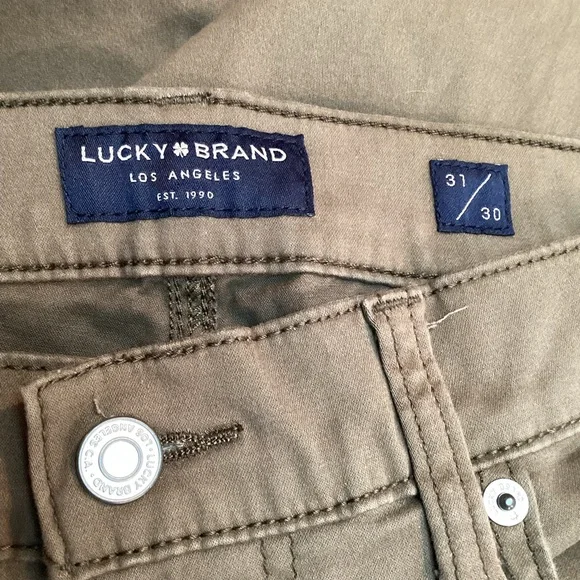 LUCKY BRAND
LOS ANGELES
EST. 1990
31/30
LUCKY BRAND • LOS ANGELES C.A. •